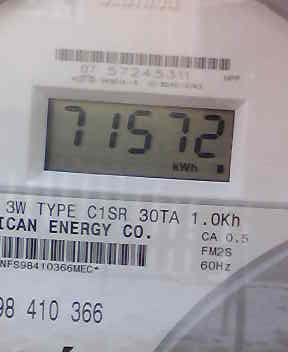 07 57245311
71572
kWh
3W TYPE C1SR 30TA 1.0Kh
ICAN ENERGY CO.
CA 0.5
FM2S
60Hz
NFS98410366MEC*
98 410 366